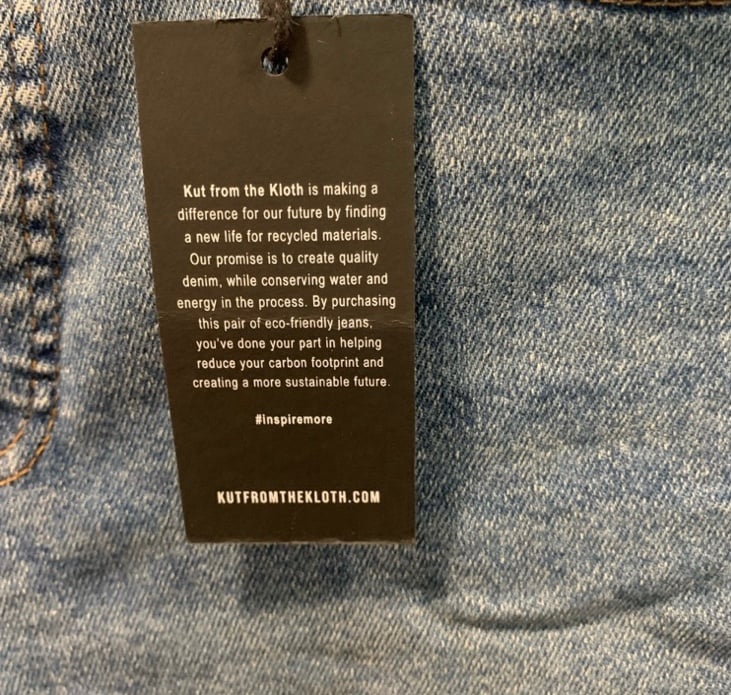 Kut from the Kloth is making a
difference for our future by finding
a new life for recycled materials.
Our promise is to create quality
denim, while conserving water and
energy in the process. By purchasing
this pair of eco-friendly jeans,
you've done your part in helping
reduce your carbon footprint and
creating a more sustainable future.
#inspiremore
KUTFROMTHEKLOTH.COM